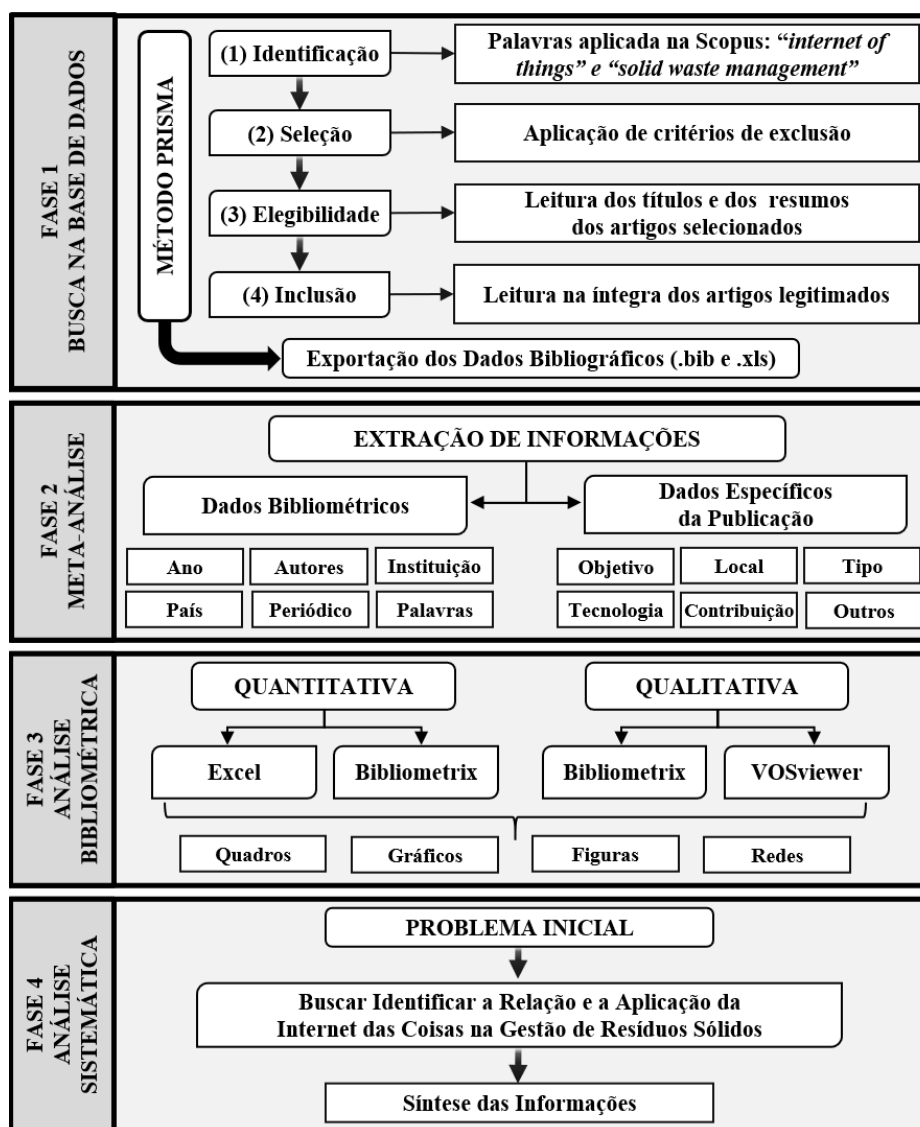 FASE 1
BUSCA NA BASE DE DADOS
MÉTODO PRISMA
(1) Identificação
Palavras aplicada na Scopus: “internet of
things” e “solid waste management”
(2) Seleção
Aplicação de critérios de exclusão
(3) Elegibilidade
Leitura dos títulos e dos resumos
dos artigos selecionados
(4) Inclusão
Leitura na íntegra dos artigos legitimados
Exportação dos Dados Bibliográficos (.bib e .xls)
FASE 2
META-ANÁLISE
EXTRAÇÃO DE INFORMAÇÕES
Dados Bibliométricos
Dados Específicos
da Publicação
Ano
Autores
Instituição
Objetivo
Local
Tipo
País
Periódico
Palavras
Tecnologia
Contribuição
Outros
FASE 3
ANÁLISE
BIBLIOMÉTRICA
QUANTITATIVA
QUALITATIVA
Excel
Bibliometrix
Bibliometrix
VOSviewer
Quadros
Gráficos
Figuras
Redes
FASE 4
ANÁLISE
SISTEMÁTICA
PROBLEMA INICIAL
Buscar Identificar a Relação e a Aplicação da
Internet das Coisas na Gestão de Resíduos Sólidos
Síntese das Informações